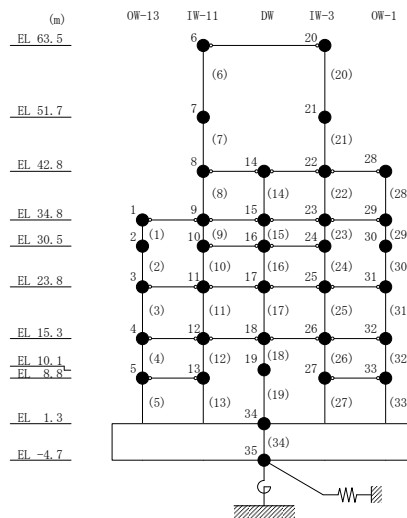 (m) OW-13 IW-11 DW IW-3 OW-1
EL 63.5 6 20
(6) (20)
EL 51.7 7 21
(7) (21)
EL 42.8 8 14 22 28
(8) (14) (22) (28
EL 34.8 1 9 15 23 29
(1) (9) (15) (23) (29
EL 30.5 2 10 16 24 30
(2) (10) (16) (24) (30
EL 23.8 3 11 17 25 31
(3) (11) (17) (25) (31
EL 15.3 4 12 18 26 32
(4) (12) (18) (26) (32
EL 10.1 19
EL 8.8 5 13 27 33
(5) (13) (19) (27) (33
EL 1.3 34
(34)
EL -4.7 35